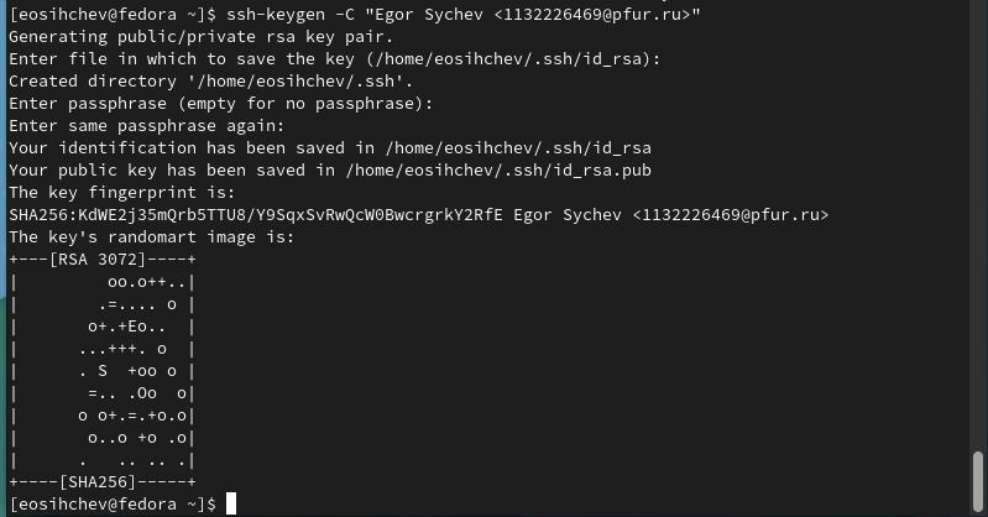 [eosihchev@fedora ~]$ ssh-keygen -C "Egor Sychev <1132226469@pfur.ru>"
Generating public/private rsa key pair.
Enter file in which to save the key (/home/eosihchev/.ssh/id_rsa):
Created directory '/home/eosihchev/.ssh'.
Enter passphrase (empty for no passphrase):
Enter same passphrase again:
Your identification has been saved in /home/eosihchev/.ssh/id_rsa
Your public key has been saved in /home/eosihchev/.ssh/id_rsa.pub
The key fingerprint is:
SHA256:KdWE2j35mQrb5TTU8/Y9SqxSvRwQcW0BwcrgrkY2RfE Egor Sychev <1132226469@pfur.ru>
The key's randomart image is:
+---[RSA 3072]----+
|          oo.o++..|
|         .=.... o |
|        o+.+Eo..  |
|       ...+++. o  |
|       . S  +oo o |
|        =.. .Oo  o|
|       o o+.=.+o.o|
|        o..o +o .o|
|       .   .. .. .|
+----[SHA256]-----+
[eosihchev@fedora ~]$